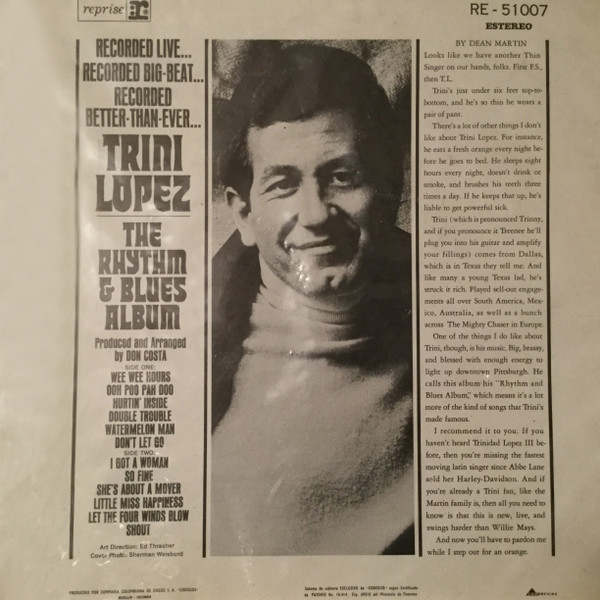 reprise
RE - 51007
ESTEREO
RECORDED LIVE...
RECORDED BIG-BEAT...
RECORDED
BETTER-THAN-EVER...
TRINI
LOPEZ
THE
RHYTHM
& BLUES
ALBUM
Produced and Arranged
by DON COSTA
SIDE ONE:
WEE WEE HOURS
OOH POO PAH DOO
HURTIN' INSIDE
DOUBLE TROUBLE
WATERMELON MAN
DON'T LET GO
SIDE TWO:
I GOT A WOMAN
SO FINE
SHE'S ABOUT A MOVER
LITTLE MISS HAPPINESS
LET THE FOUR WINDS BLOW
SHOUT
Art Direction: Ed Thrasher
Cover Photo: Sherman Weisburd
BY DEAN MARTIN
Looks like we have another Thin
Singer on our hands, folks. First F.S.,
then T.L.
Trini's just under six feet top-to-
bottom, and he's so thin he wears a
pair of pant.
There's a lot of other things I don't
like about Trini Lopez. For instance,
he eats a fresh orange every night be-
fore he goes to bed. He sleeps eight
hours every night, doesn't drink or
smoke, and brushes his teeth three
times a day. If he keeps that up, he's
liable to get powerful sick.
Trini (which is pronounced Trinny,
and if you pronounce it Treenee he'll
plug you into his guitar and amplify
your fillings) comes from Dallas,
which is in Texas they tell me. And
like many a young Texas lad, he's
struck it rich. Played sell-out engage-
ments all over South America, Mex-
ico, Australia, as well as a bunch
across The Mighty Chaser in Europe.
One of the things I do like about
Trini, though, is his music. Big, brassy,
and blessed with enough energy to
light up downtown Pittsburgh. He
calls this album his "Rhythm and
Blues Album," which means it's a lot
more of the kind of songs that Trini's
made famous.
I recommend it to you. If you
haven't heard Trinidad Lopez III be-
fore, then you're missing the fastest
moving latin singer since Abbe Lane
sold her Harley-Davidson. And if
you're already a Trini fan, like the
Martin family is, then all you need to
know is that this is new, live, and
swings harder than Willie Mays.
And now you'll have to pardon me
while I step out for an orange.
PRODUCIDO POR COMPAÑIA COLOMBIANA DE DISCOS S.A. "CODISCOS"
MEDELLIN - COLOMBIA